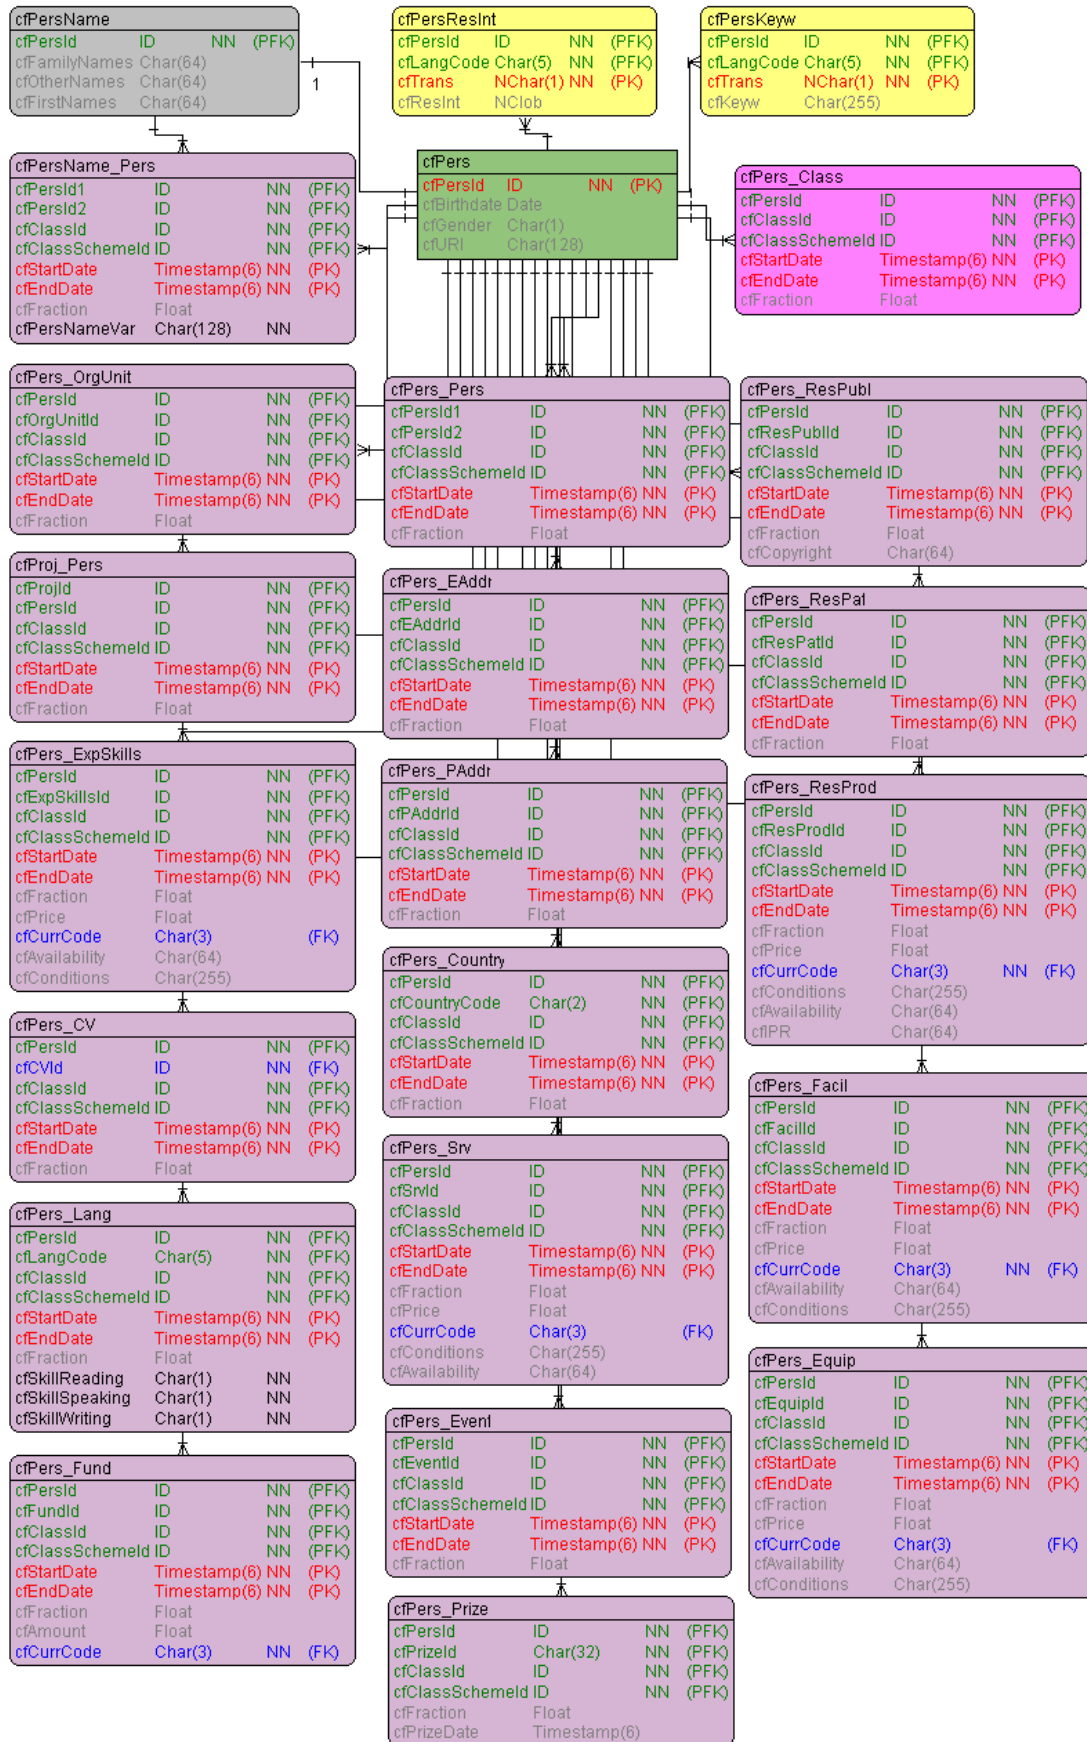 cfPersName
cfPersId ID NN (PFK)
cfFamilyNames Char(64)
cfOtherNames Char(64)
cfFirstNames Char(64)
1
cfPersResInt
cfPersId ID NN (PFK)
cfLangCode Char(5) NN (PFK)
cfTrans NChar(1) NN (PK)
cfResInt NClob
cfPersKeyw
cfPersId ID NN (PFK)
cfLangCode Char(5) NN (PFK)
cfTrans NChar(1) NN (PK)
cfKeyw Char(255)
cfPersName_Pers
cfPersId1 ID NN (PFK)
cfPersId2 ID NN (PFK)
cfClassId ID NN (PFK)
cfClassSchemeId ID NN (PFK)
cfStartDate Timestamp(6) NN (PK)
cfEndDate Timestamp(6) NN (PK)
cfFraction Float
cfPersNameVar Char(128) NN
cfPers
cfPersId ID NN (PK)
cfBirthdate Date
cfGender Char(1)
cfURI Char(128)
cfPers_Class
cfPersId ID NN (PFK)
cfClassId ID NN (PFK)
cfClassSchemeId ID NN (PFK)
cfStartDate Timestamp(6) NN (PK)
cfEndDate Timestamp(6) NN (PK)
cfFraction Float
cfPers_OrgUnit
cfPersId ID NN (PFK)
cfOrgUnitId ID NN (PFK)
cfClassId ID NN (PFK)
cfClassSchemeId ID NN (PFK)
cfStartDate Timestamp(6) NN (PK)
cfEndDate Timestamp(6) NN (PK)
cfFraction Float
cfPers_Pers
cfPersId1 ID NN (PFK)
cfPersId2 ID NN (PFK)
cfClassId ID NN (PFK)
cfClassSchemeId ID NN (PFK)
cfStartDate Timestamp(6) NN (PK)
cfEndDate Timestamp(6) NN (PK)
cfFraction Float
cfPers_ResPubl
cfPersId ID NN (PFK)
cfResPublId ID NN (PFK)
cfClassId ID NN (PFK)
cfClassSchemeId ID NN (PFK)
cfStartDate Timestamp(6) NN (PK)
cfEndDate Timestamp(6) NN (PK)
cfFraction Float
cfCopyright Char(64)
cfProj_Pers
cfProjId ID NN (PFK)
cfPersId ID NN (PFK)
cfClassId ID NN (PFK)
cfClassSchemeId ID NN (PFK)
cfStartDate Timestamp(6) NN (PK)
cfEndDate Timestamp(6) NN (PK)
cfFraction Float
cfPers_EAddr
cfPersId ID NN (PFK)
cfEAddrId ID NN (PFK)
cfClassId ID NN (PFK)
cfClassSchemeId ID NN (PFK)
cfStartDate Timestamp(6) NN (PK)
cfEndDate Timestamp(6) NN (PK)
cfFraction Float
cfPers_ResPat
cfPersId ID NN (PFK)
cfResPatId ID NN (PFK)
cfClassId ID NN (PFK)
cfClassSchemeId ID NN (PFK)
cfStartDate Timestamp(6) NN (PK)
cfEndDate Timestamp(6) NN (PK)
cfFraction Float
cfPers_ExpSkills
cfPersId ID NN (PFK)
cfExpSkillsId ID NN (PFK)
cfClassId ID NN (PFK)
cfClassSchemeId ID NN (PFK)
cfStartDate Timestamp(6) NN (PK)
cfEndDate Timestamp(6) NN (PK)
cfFraction Float
cfPrice Float
cfCurrCode Char(3) (FK)
cfAvailability Char(64)
cfConditions Char(255)
cfPers_PAddr
cfPersId ID NN (PFK)
cfPAddrId ID NN (PFK)
cfClassId ID NN (PFK)
cfClassSchemeId ID NN (PFK)
cfStartDate Timestamp(6) NN (PK)
cfEndDate Timestamp(6) NN (PK)
cfFraction Float
cfPers_ResProd
cfPersId ID NN (PFK)
cfResProdId ID NN (PFK)
cfClassId ID NN (PFK)
cfClassSchemeId ID NN (PFK)
cfStartDate Timestamp(6) NN (PK)
cfEndDate Timestamp(6) NN (PK)
cfFraction Float
cfPrice Float
cfCurrCode Char(3) NN (FK)
cfConditions Char(255)
cfAvailability Char(64)
cfIPR Char(64)
cfPers_Country
cfPersId ID NN (PFK)
cfCountryCode Char(2) NN (PFK)
cfClassId ID NN (PFK)
cfClassSchemeId ID NN (PFK)
cfStartDate Timestamp(6) NN (PK)
cfEndDate Timestamp(6) NN (PK)
cfFraction Float
cfPers_CV
cfPersId ID NN (PFK)
cfCVId ID NN (FK)
cfClassId ID NN (PFK)
cfClassSchemeId ID NN (PFK)
cfStartDate Timestamp(6) NN (PK)
cfEndDate Timestamp(6) NN (PK)
cfFraction Float
cfPers_Facil
cfPersId ID NN (PFK)
cfFacilId ID NN (PFK)
cfClassId ID NN (PFK)
cfClassSchemeId ID NN (PFK)
cfStartDate Timestamp(6) NN (PK)
cfEndDate Timestamp(6) NN (PK)
cfFraction Float
cfPrice Float
cfCurrCode Char(3) NN (FK)
cfAvailability Char(64)
cfConditions Char(255)
cfPers_Srv
cfPersId ID NN (PFK)
cfSrvId ID NN (PFK)
cfClassId ID NN (PFK)
cfClassSchemeId ID NN (PFK)
cfStartDate Timestamp(6) NN (PK)
cfEndDate Timestamp(6) NN (PK)
cfFraction Float
cfPrice Float
cfCurrCode Char(3) (FK)
cfConditions Char(255)
cfAvailability Char(64)
cfPers_Lang
cfPersId ID NN (PFK)
cfLangCode Char(5) NN (PFK)
cfClassId ID NN (PFK)
cfClassSchemeId ID NN (PFK)
cfStartDate Timestamp(6) NN (PK)
cfEndDate Timestamp(6) NN (PK)
cfFraction Float
cfSkillReading Char(1) NN
cfSkillSpeaking Char(1) NN
cfSkillWriting Char(1) NN
cfPers_Equip
cfPersId ID NN (PFK)
cfEquipId ID NN (PFK)
cfClassId ID NN (PFK)
cfClassSchemeId ID NN (PFK)
cfStartDate Timestamp(6) NN (PK)
cfEndDate Timestamp(6) NN (PK)
cfFraction Float
cfPrice Float
cfCurrCode Char(3) (FK)
cfAvailability Char(64)
cfConditions Char(255)
cfPers_Event
cfPersId ID NN (PFK)
cfEventId ID NN (PFK)
cfClassId ID NN (PFK)
cfClassSchemeId ID NN (PFK)
cfStartDate Timestamp(6) NN (PK)
cfEndDate Timestamp(6) NN (PK)
cfFraction Float
cfPers_Fund
cfPersId ID NN (PFK)
cfFundId ID NN (PFK)
cfClassId ID NN (PFK)
cfClassSchemeId ID NN (PFK)
cfStartDate Timestamp(6) NN (PK)
cfEndDate Timestamp(6) NN (PK)
cfFraction Float
cfAmount Float
cfCurrCode Char(3) NN (FK)
cfPers_Prize
cfPersId ID NN (PFK)
cfPrizeId Char(32) NN (PFK)
cfClassId ID NN (PFK)
cfClassSchemeId ID NN (PFK)
cfFraction Float
cfPrizeDate Timestamp(6)